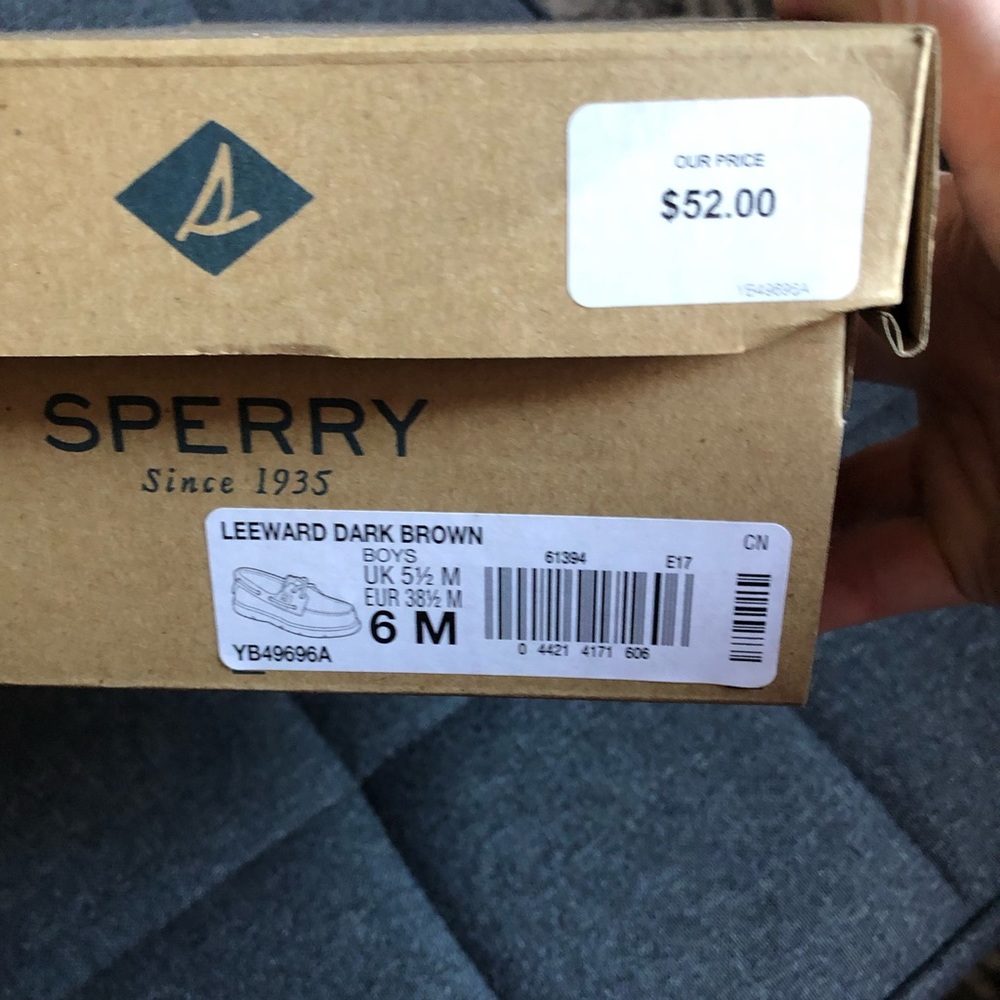 OUR PRICE
$52.00
YB49696A
SPERRY
Since 1935
LEEWARD DARK BROWN
BOYS
UK 5½ M
EUR 38½ M
6 M
YB49696A
61394
E17
0 4421 4171 606
CN